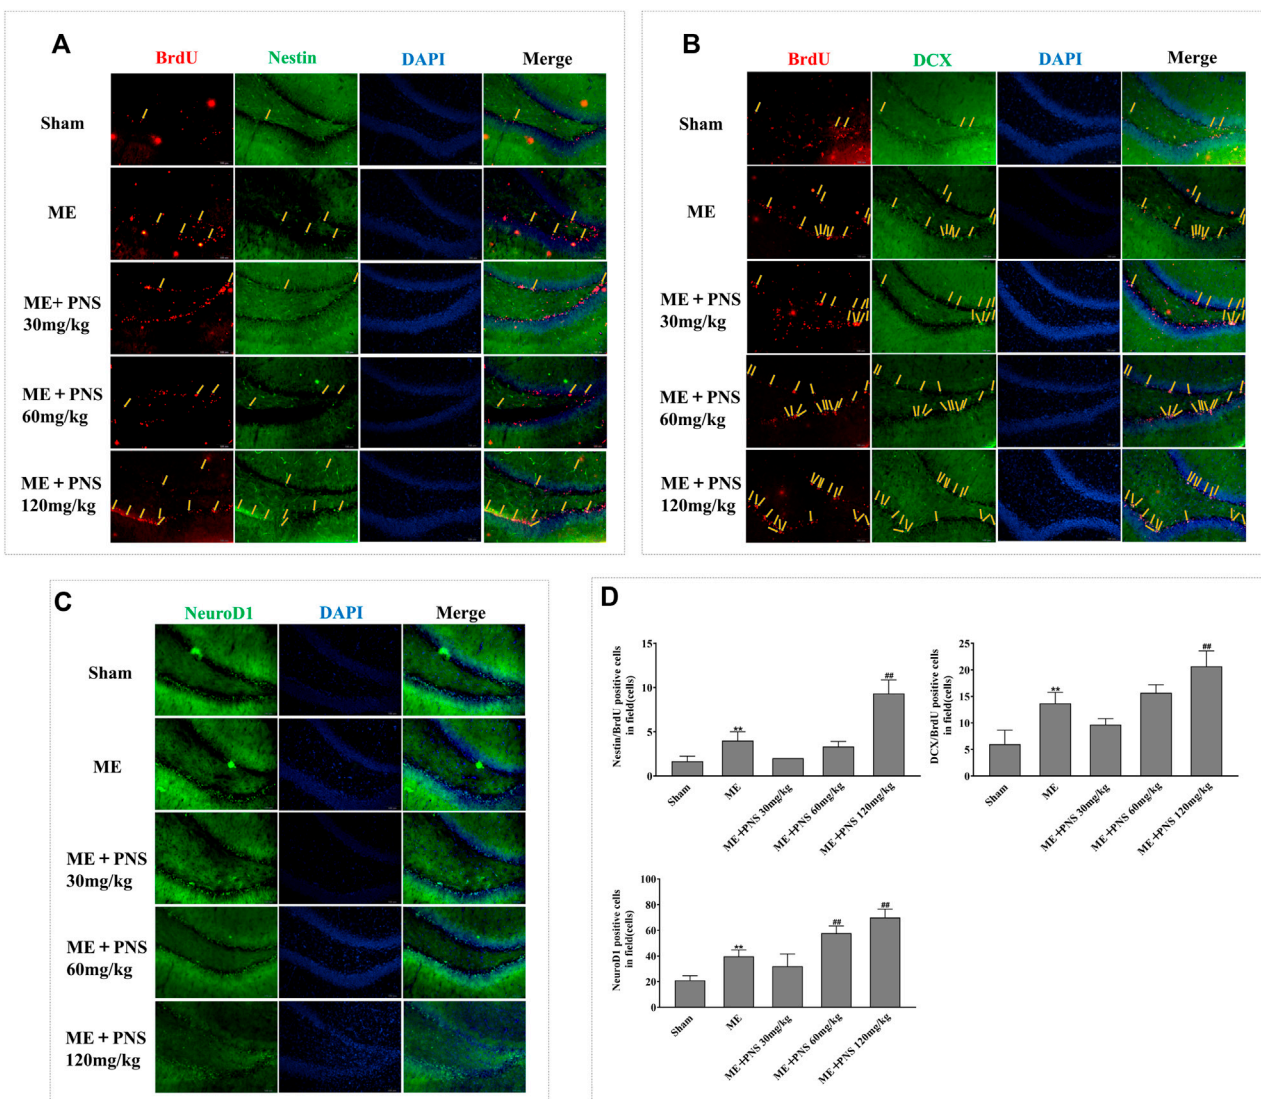 A
BrdU Nestin DAPI Merge
Sham
ME
ME+ PNS
30mg/kg
ME + PNS
60mg/kg
ME + PNS
120mg/kg
B
BrdU DCX DAPI Merge
Sham
ME
ME + PNS
30mg/kg
ME + PNS
60mg/kg
ME + PNS
120mg/kg
C
NeuroD1 DAPI Merge
Sham
ME
ME + PNS
30mg/kg
ME + PNS
60mg/kg
ME + PNS
120mg/kg
D
Nestin/BrdU positive cells
in field(cells)
15
10
5
0
**
##
Sham
ME
ME+PNS 30mg/kg
ME+PNS 60mg/kg
ME+PNS 120mg/kg
DCX/BrdU positive cells
in field(cells)
25
20
15
10
5
0
**
##
Sham
ME
ME+PNS 30mg/kg
ME+PNS 60mg/kg
ME+PNS 120mg/kg
NeuroD1 positive cells
in field(cells)
100
80
60
40
20
0
**
##
##
Sham
ME
ME+PNS 30mg/kg
ME+PNS 60mg/kg
ME+PNS 120mg/kg